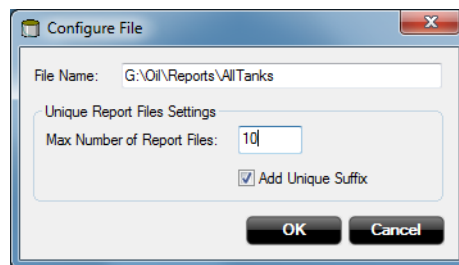 Configure File
File Name: G:\Oil\Reports\AllTanks
Unique Report Files Settings
Max Number of Report Files: 10
Add Unique Suffix
OK Cancel